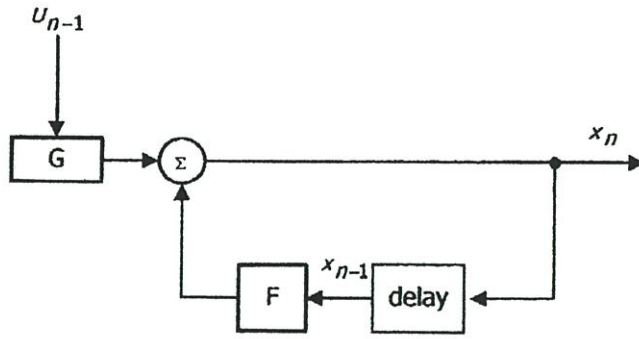 U_{n-1}
x_n
G
Σ
x_{n-1}
F
delay